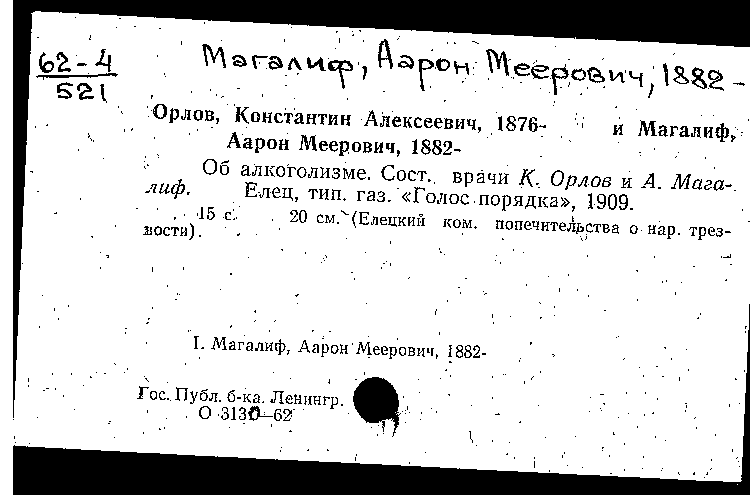 Магалиф, Аарон Меерович, 1882-
62-4
521
Орлов, Константин Алексеевич, 1876- и Магалиф,
Аарон Меерович, 1882-
Об алкоголизме. Сост. врачи К. Орлов и А. Мага-
лиф. Елец, тип. газ. «Голос порядка», 1909.
15 с. 20 см. (Елецкий ком. попечительства о нар. трез-
вости).
I. Магалиф, Аарон Меерович, 1882-
Гос. Публ. б-ка. Ленингр.
О 3130—62